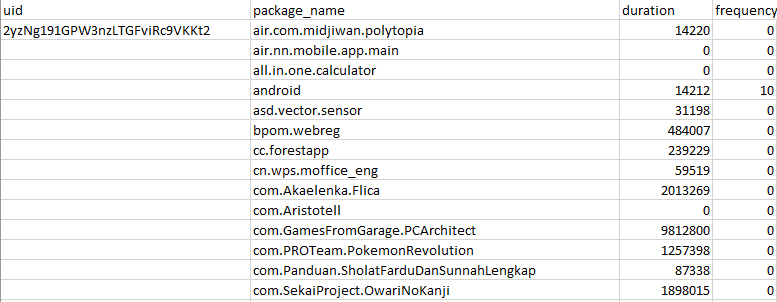 uid package_name duration frequency
2yzNg191GPW3nzLTGFviRc9VKKt2 air.com.midjiwan.polytopia 14220 0
air.nn.mobile.app.main 0 0
all.in.one.calculator 0 0
android 14212 10
asd.vector.sensor 31198 0
bpom.webreg 484007 0
cc.forestapp 239229 0
cn.wps.moffice_eng 59519 0
com.Akaelenka.Flica 2013269 0
com.Aristotell 0 0
com.GamesFromGarage.PCArchitect 9812800 0
com.PROTeam.PokemonRevolution 1257398 0
com.Panduan.SholatFarduDanSunnahLengkap 87338 0
com.SekaiProject.OwariNoKanji 1898015 0